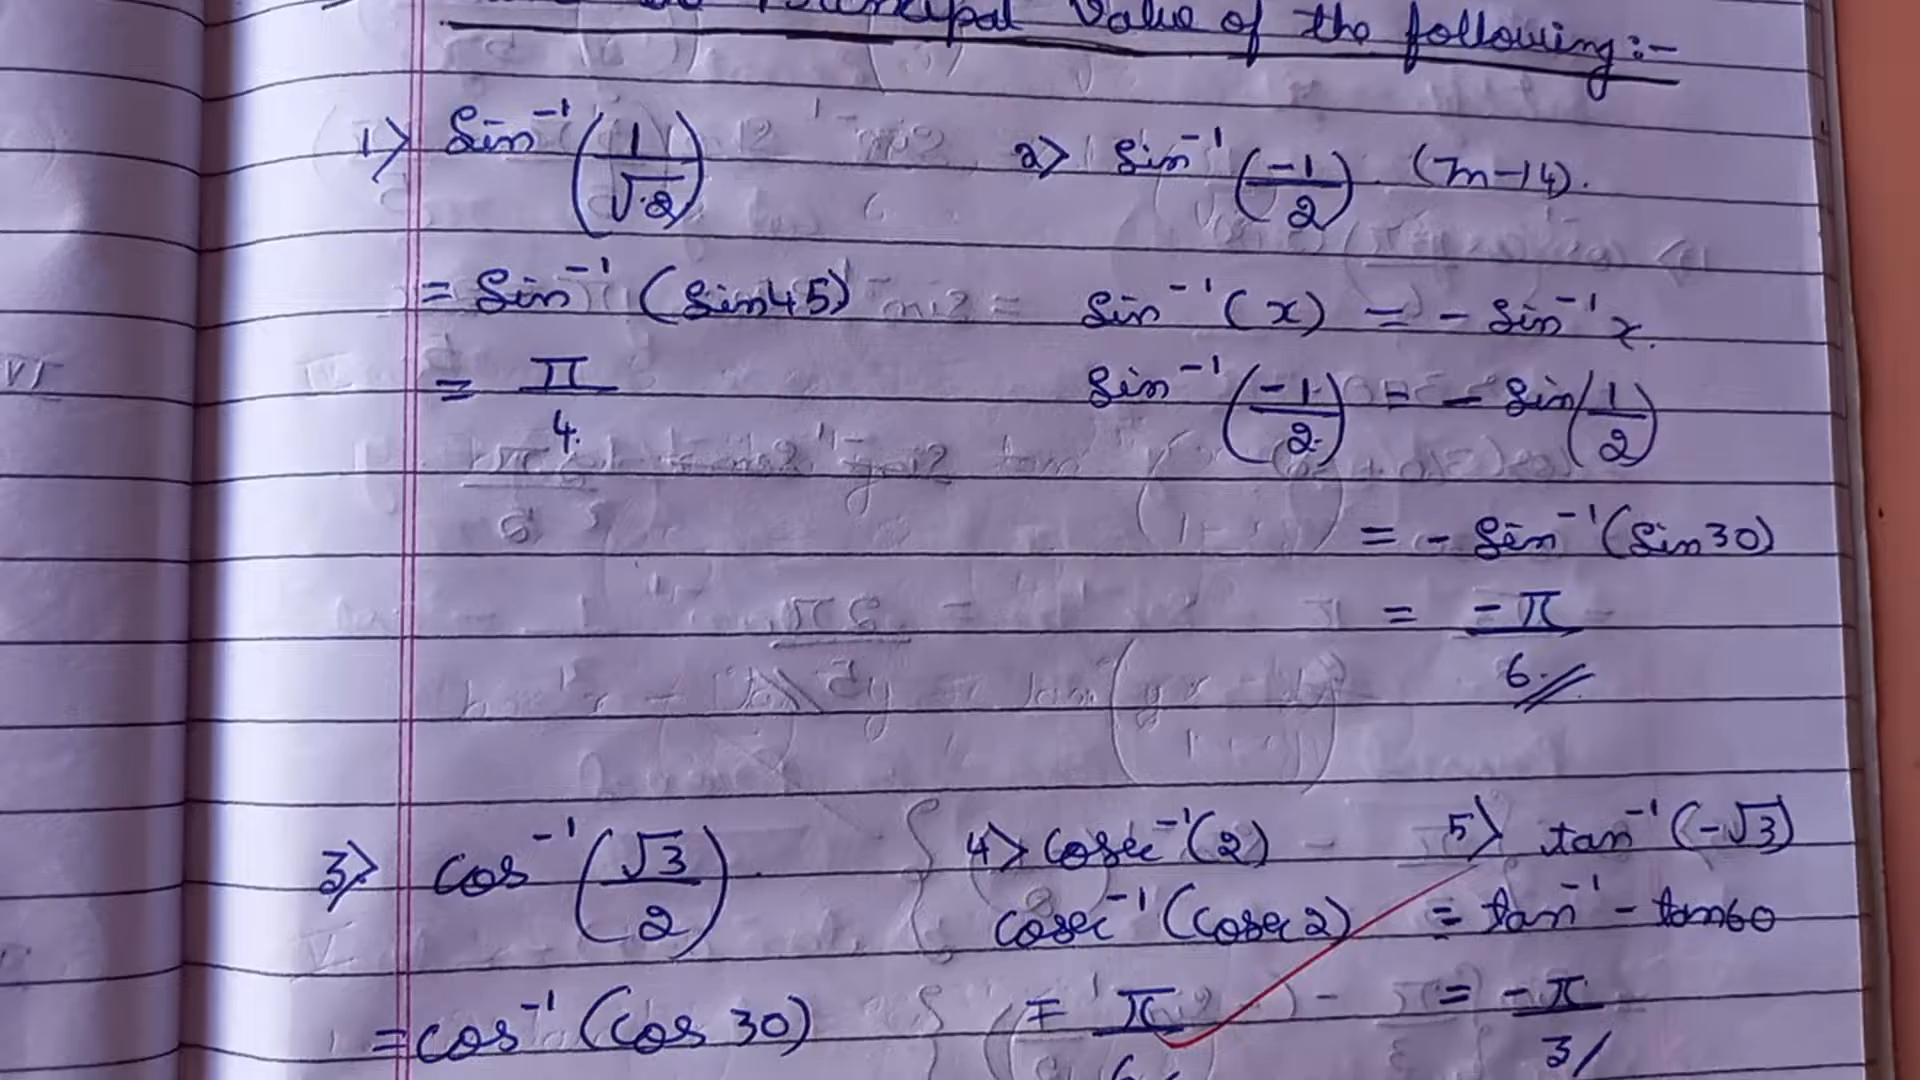 Principal Value of the following:-
1) Sin⁻¹(1/√2)
= Sin⁻¹ (Sin45)
= π/4.
2) Sin⁻¹(-1/2) (7m-14).
Sin⁻¹(x) = - Sin⁻¹x.
Sin⁻¹(-1/2) = - Sin(1/2)
= - Sin⁻¹(Sin30)
= -π/6.//
3) cos⁻¹(√3/2).
= cos⁻¹ (cos 30)
4) cosec⁻¹(2)
cosec⁻¹(cosec2)
= π/6
5) tan⁻¹(-√3)
= tan⁻¹ - tan60
= -π/3/